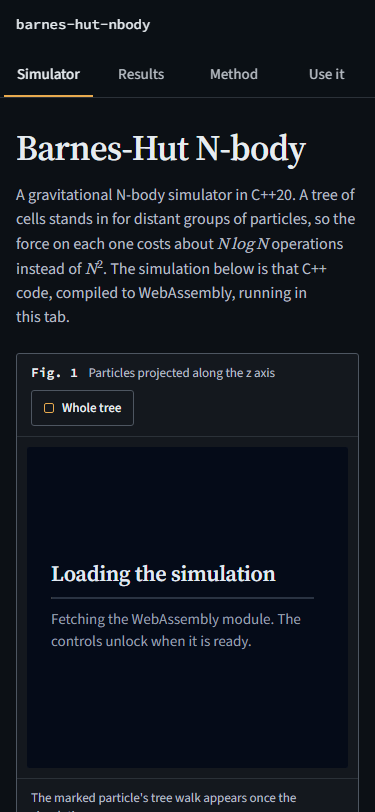 barnes-hut-nbody
Simulator Results Method Use it
Barnes-Hut N-body
A gravitational N-body simulator in C++20. A tree of
cells stands in for distant groups of particles, so the
force on each one costs about N log N operations
instead of N². The simulation below is that C++
code, compiled to WebAssembly, running in
this tab.
Fig. 1 Particles projected along the z axis
Whole tree
Loading the simulation
Fetching the WebAssembly module. The
controls unlock when it is ready.
The marked particle's tree walk appears once the